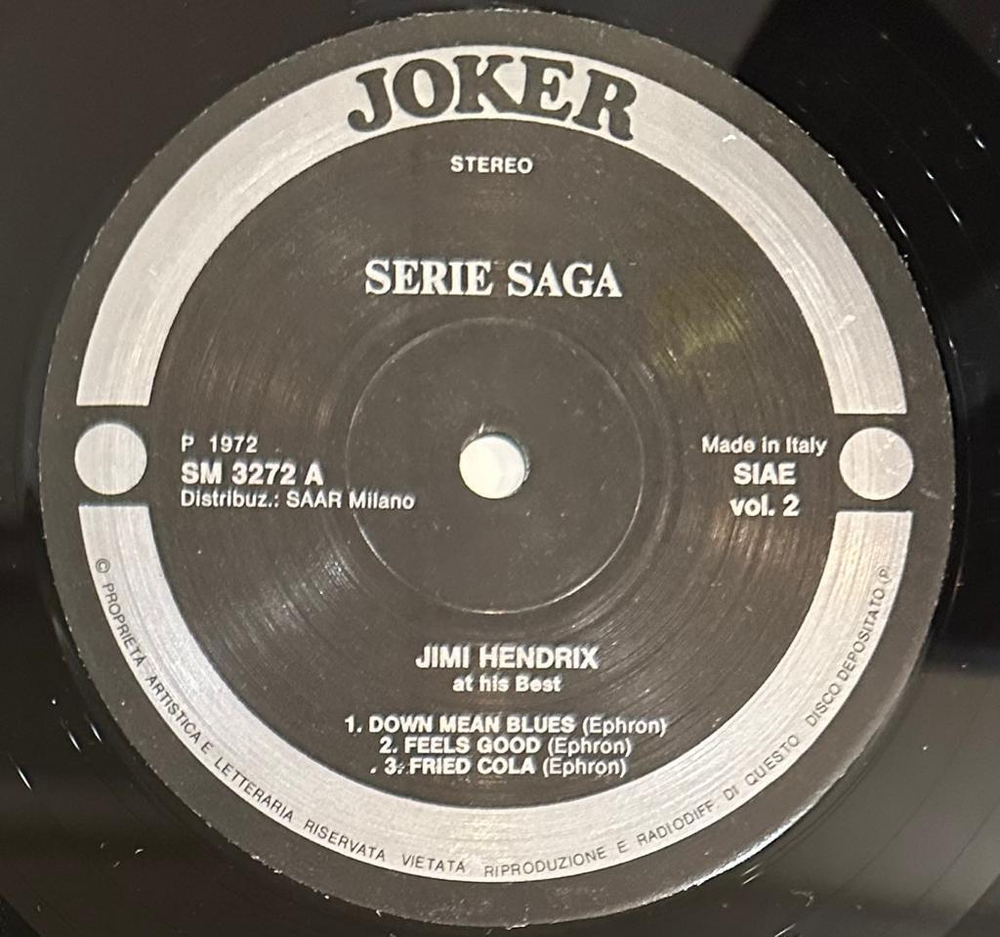 JOKER
STEREO
SERIE SAGA
P 1972
SM 3272 A
Distribuz.: SAAR Milano
Made in Italy
SIAE
vol. 2
JIMI HENDRIX
at his Best
1. DOWN MEAN BLUES (Ephron)
2. FEELS GOOD (Ephron)
3. FRIED COLA (Ephron)
© PROPRIETÀ ARTISTICA E LETTERARIA RISERVATA VIETATA RIPRODUZIONE E RADIODIFF. DI QUESTO DISCO DEPOSITATO (P)